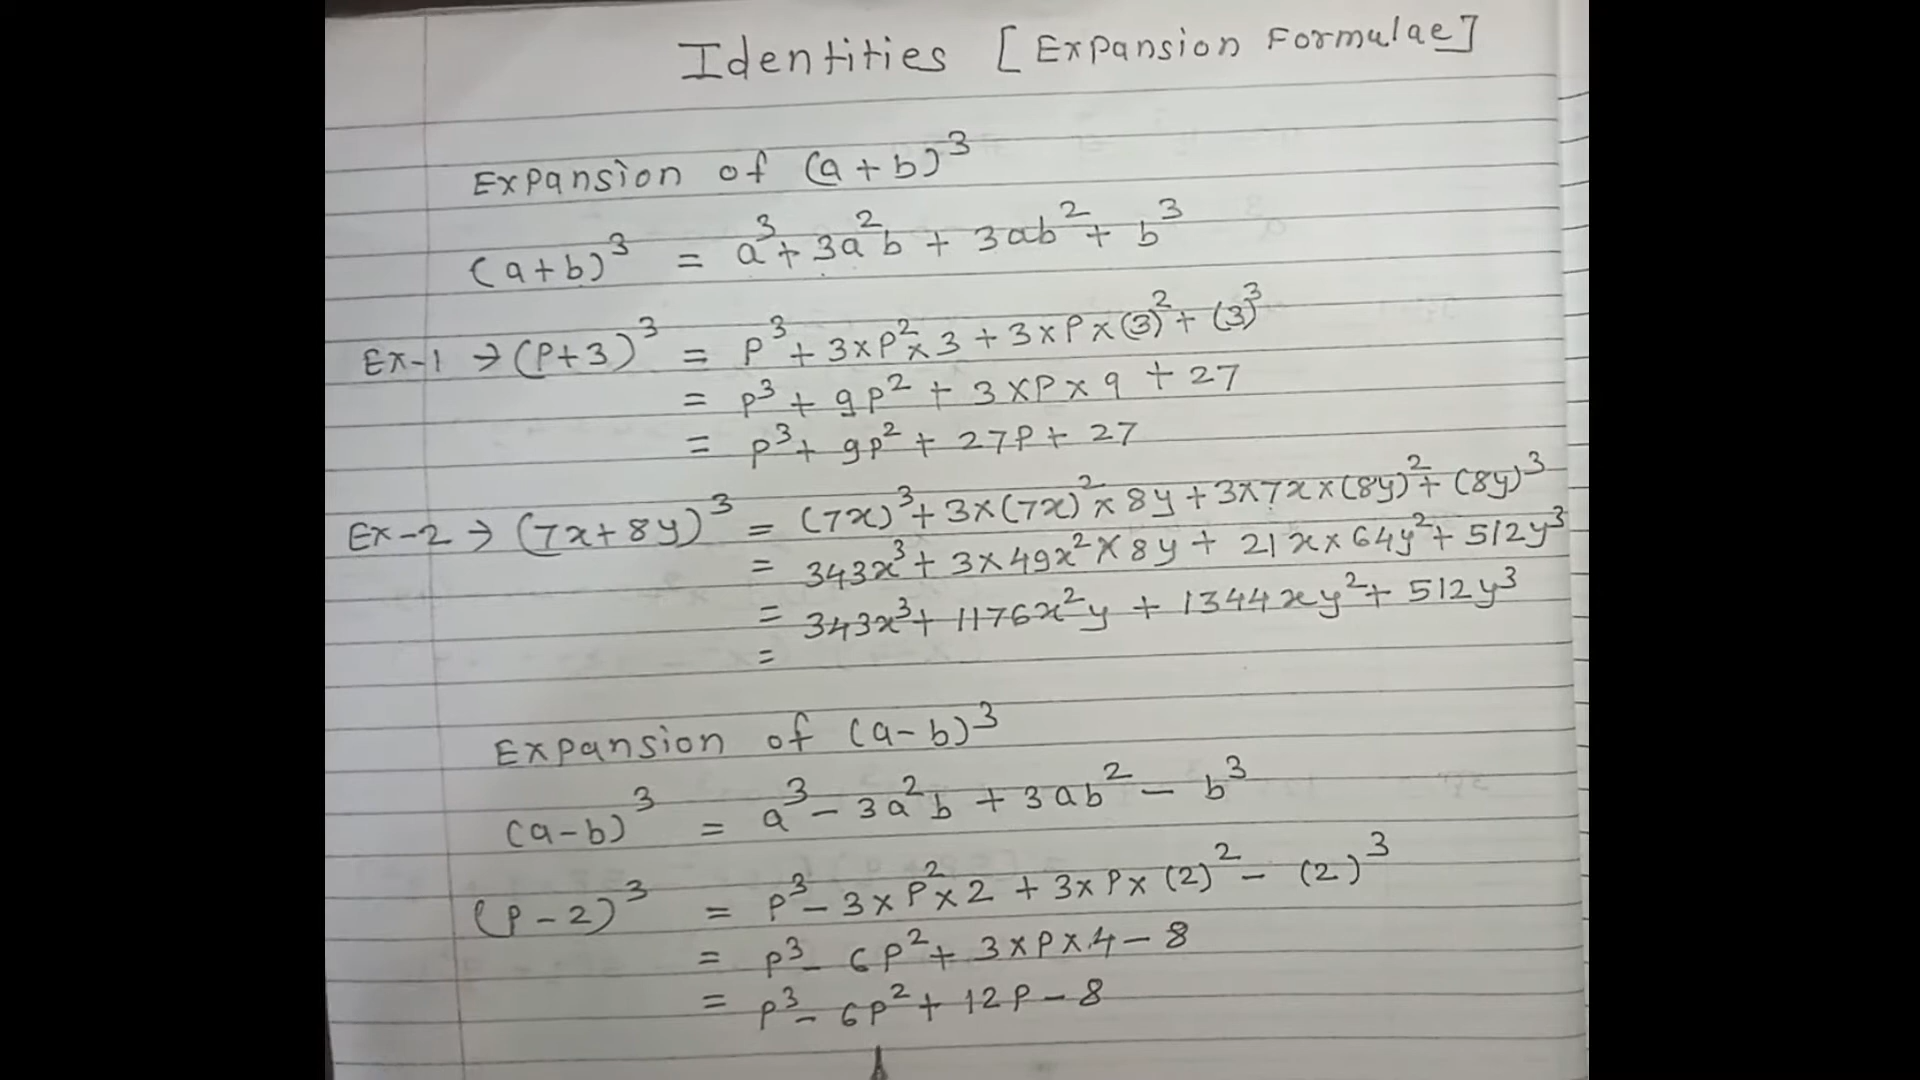 Identities [Expansion Formulae]
Expansion of (a+b)³
(a+b)³ = a³+ 3a²b + 3ab²+ b³
Ex-1 → (P+3)³ = P³+ 3×P²×3 + 3×P×(3)²+ (3)³
= P³ + 9P² + 3×P×9 + 27
= P³+ 9P² + 27P+ 27
Ex-2 → (7x+8y)³ = (7x)³+ 3×(7x)²×8y + 3×7x×(8y)²+ (8y)³
= 343x³+ 3×49x²×8y + 21x×64y²+ 512y³
= 343x³+ 1176x²y + 1344xy²+ 512y³
=
Expansion of (a-b)³
(a-b)³ = a³- 3a²b + 3ab² - b³
(P-2)³ = P³- 3×P²×2 + 3×P×(2)²- (2)³
= P³- 6P²+ 3×P×4 - 8
= P³- 6P²+ 12P - 8